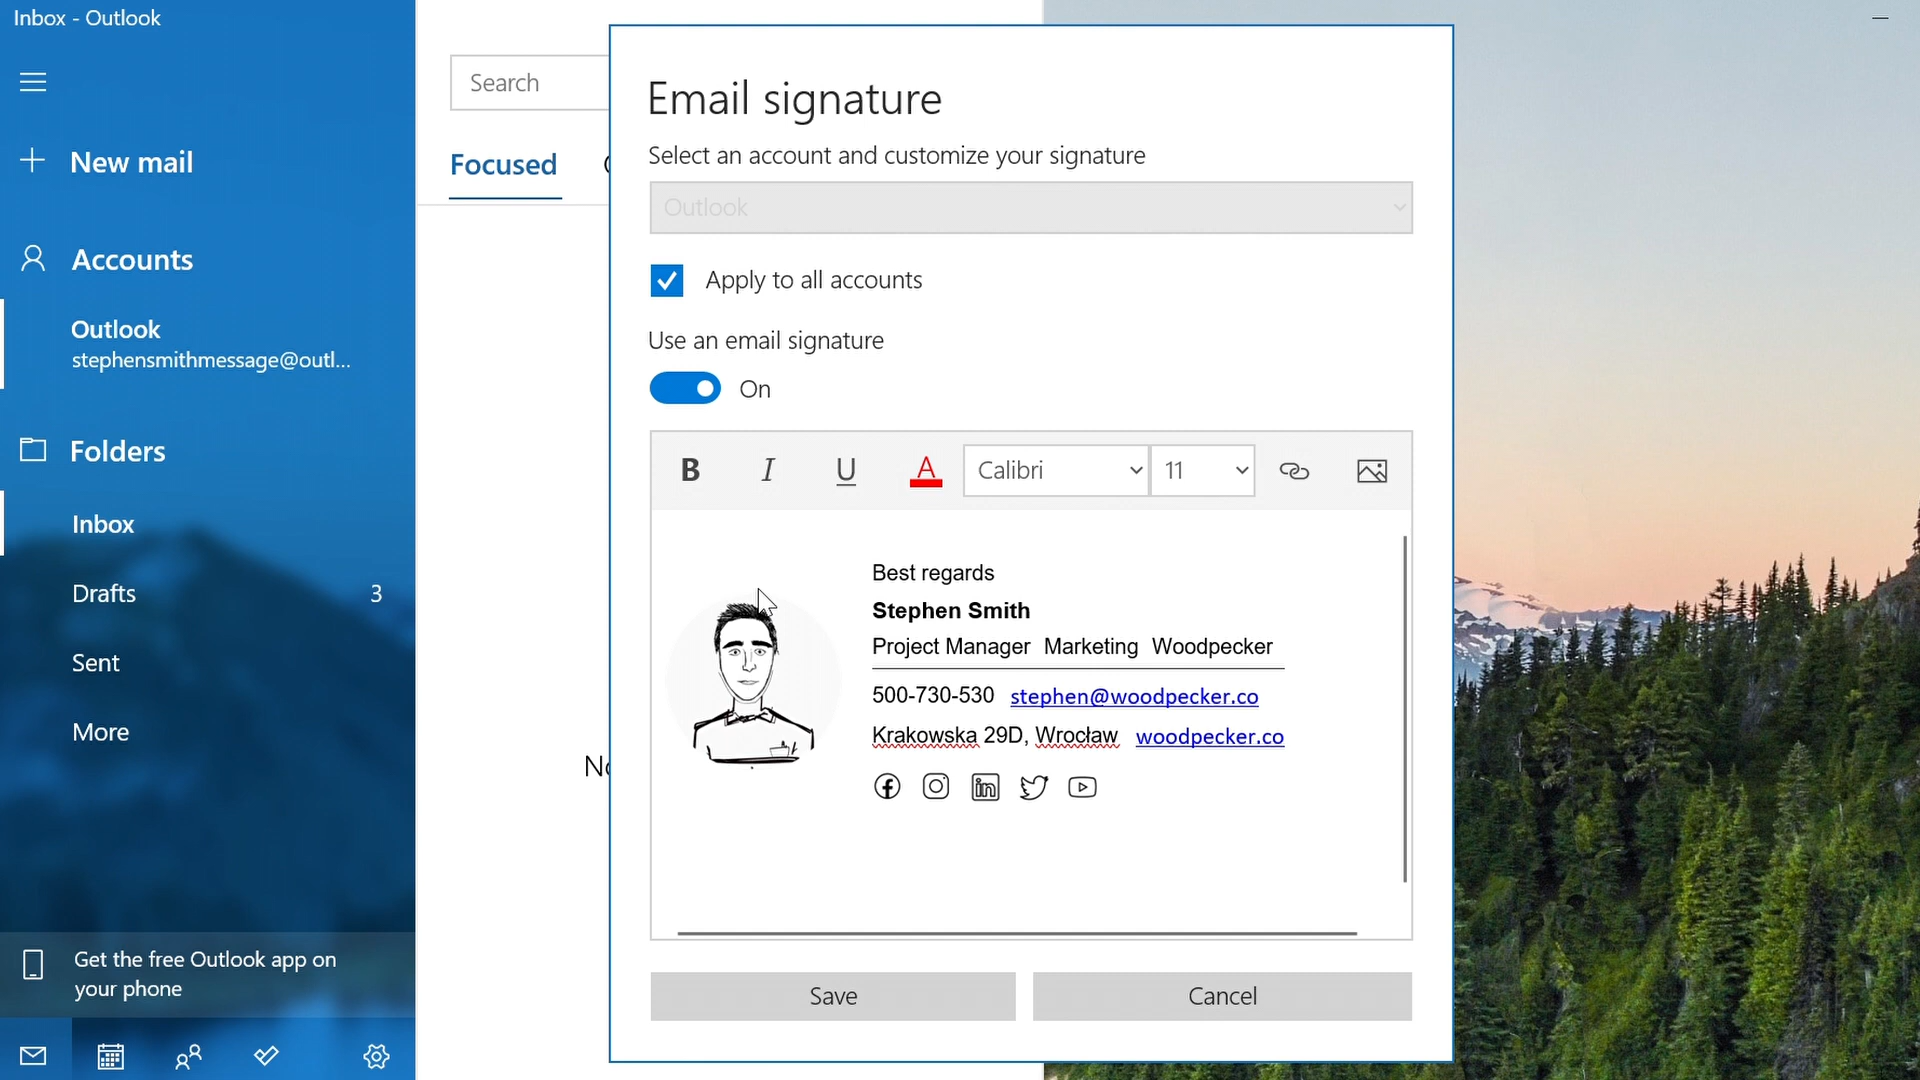 Inbox - Outlook
New mail
Accounts
Outlook
stephensmithmessage@outl...
Folders
Inbox
Drafts 3
Sent
More
Get the free Outlook app on
your phone
Search
Focused
Email signature
Select an account and customize your signature
Outlook
Apply to all accounts
Use an email signature
On
B I U A Calibri 11
Best regards
Stephen Smith
Project Manager Marketing Woodpecker
500-730-530 stephen@woodpecker.co
Krakowska 29D, Wrocław woodpecker.co
Save Cancel